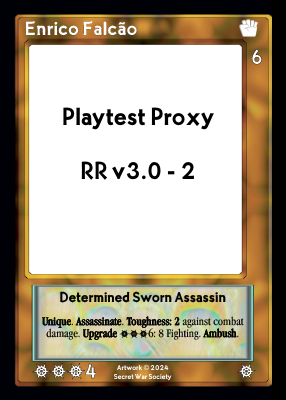 Enrico Falcão
6
Playtest Proxy
RR v3.0 - 2
Determined Sworn Assassin
Unique. Assassinate. Toughness: 2 against combat
damage. Upgrade 6: 8 Fighting. Ambush.
4
Artwork © 2024
Secret War Society